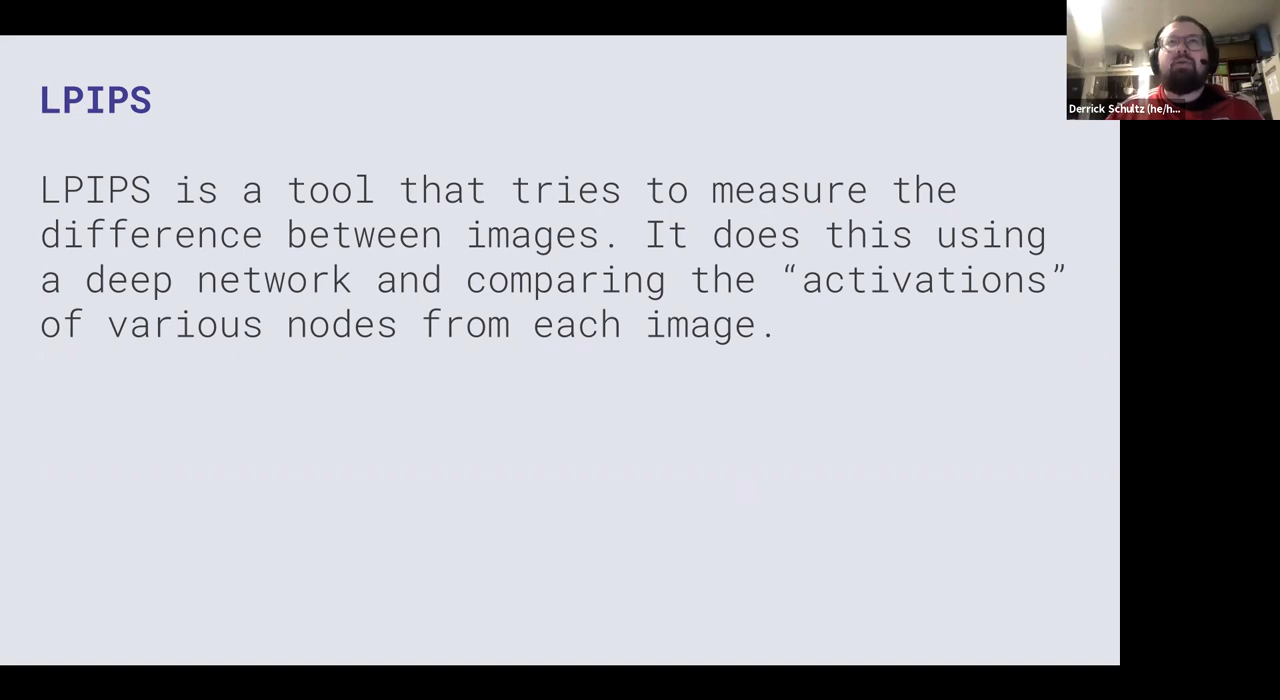 LPIPS
LPIPS is a tool that tries to measure the
difference between images. It does this using
a deep network and comparing the “activations”
of various nodes from each image.
Derrick Schultz (he/h...